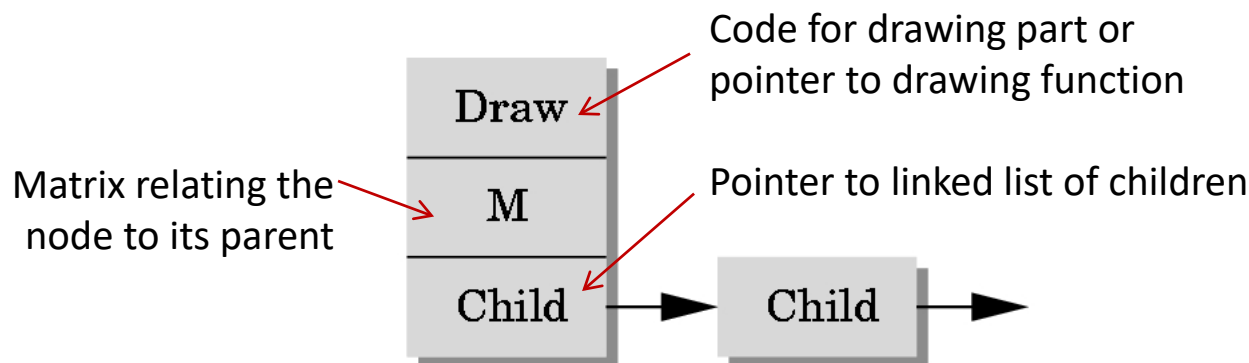 Code for drawing part or
pointer to drawing function
Draw
Matrix relating the
node to its parent
M
Pointer to linked list of children
Child
Child